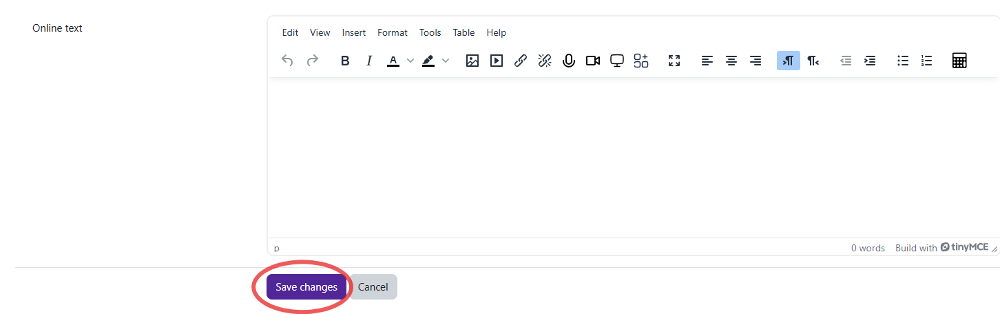 Online text
Edit View Insert Format Tools Table Help
B I A
p 0 words Build with tinyMCE
Save changes Cancel